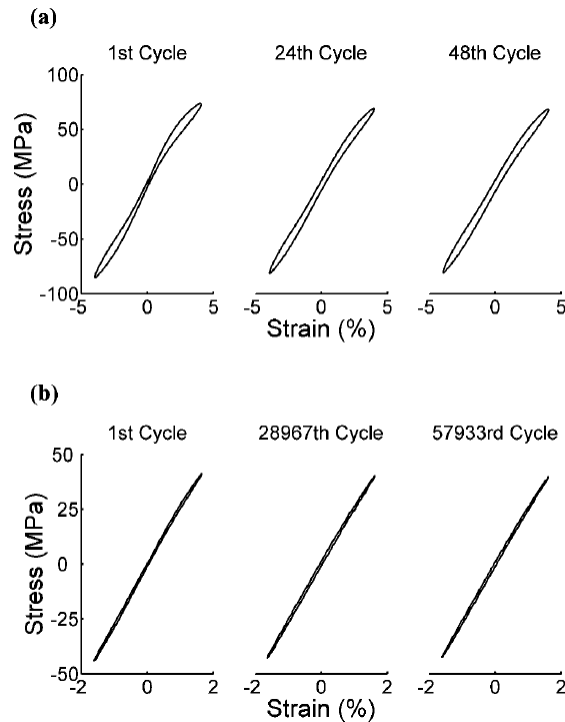 (a)
1st Cycle 24th Cycle 48th Cycle
Stress (MPa)
100
50
0
-50
-100
-5 0 5 -5 0 5 -5 0 5
Strain (%)
(b)
1st Cycle 28967th Cycle 57933rd Cycle
Stress (MPa)
50
25
0
-25
-50
-2 0 2 -2 0 2 -2 0 2
Strain (%)